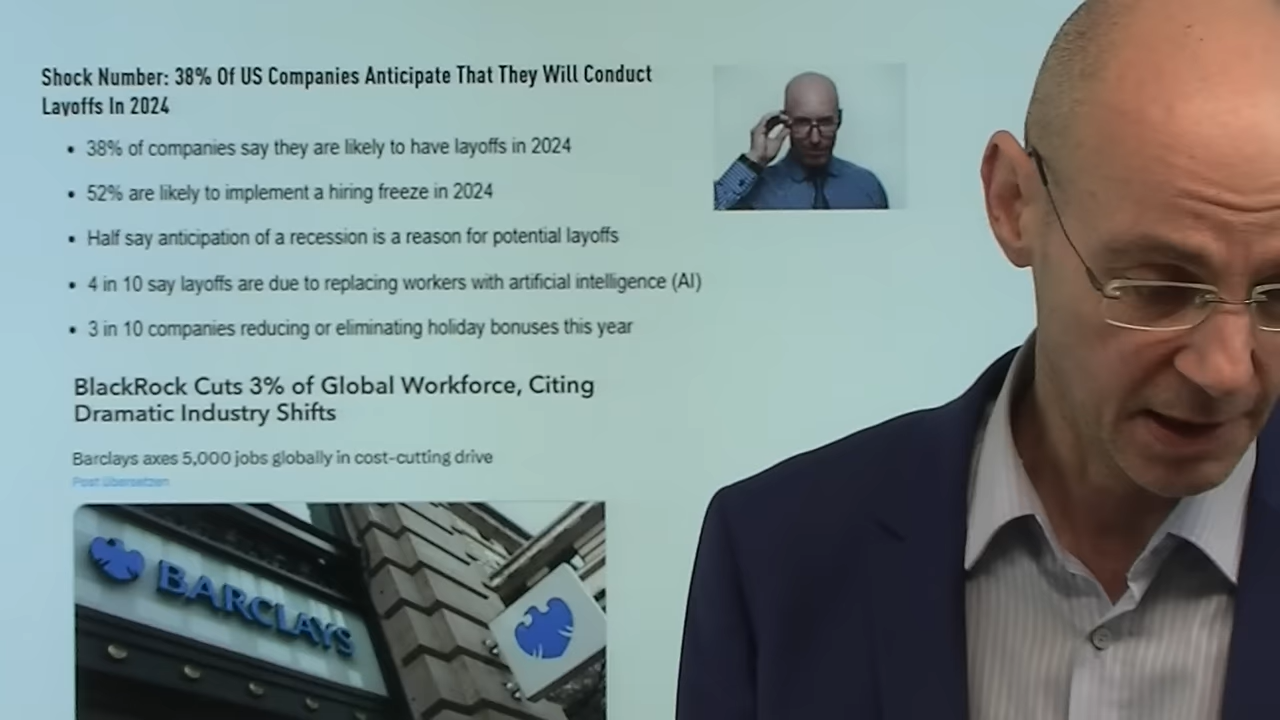 Shock Number: 38% Of US Companies Anticipate That They Will Conduct
Layoffs In 2024
• 38% of companies say they are likely to have layoffs in 2024
• 52% are likely to implement a hiring freeze in 2024
• Half say anticipation of a recession is a reason for potential layoffs
• 4 in 10 say layoffs are due to replacing workers with artificial intelligence (AI)
• 3 in 10 companies reducing or eliminating holiday bonuses this year
BlackRock Cuts 3% of Global Workforce, Citing
Dramatic Industry Shifts
Barclays axes 5,000 jobs globally in cost-cutting drive
Post übersetzen
BARCLAYS